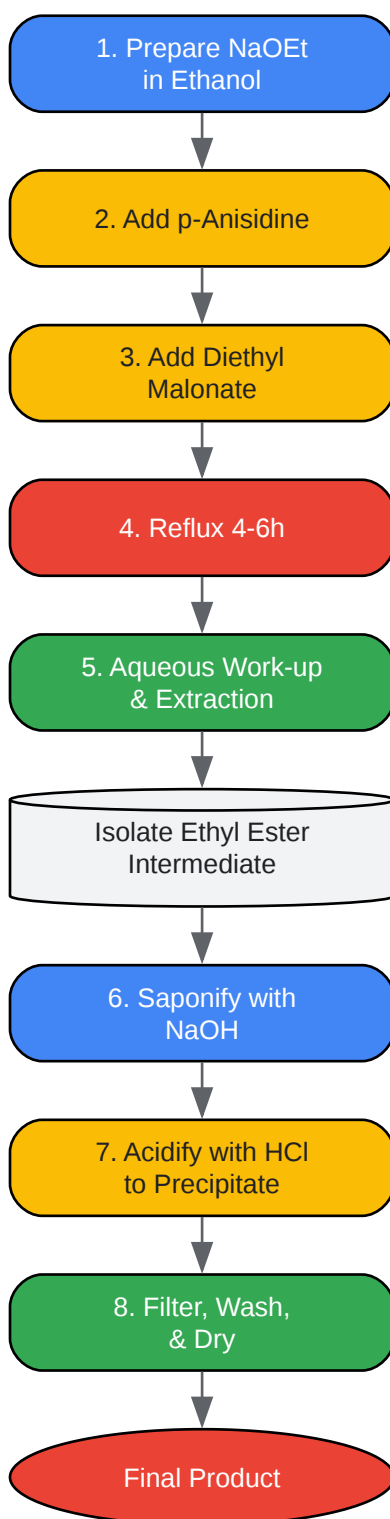 1. Prepare NaOEt
in Ethanol
2. Add p-Anisidine
3. Add Diethyl
Malonate
4. Reflux 4-6h
5. Aqueous Work-up
& Extraction
Isolate Ethyl Ester
Intermediate
6. Saponify with
NaOH
7. Acidify with HCl
to Precipitate
8. Filter, Wash,
& Dry
Final Product